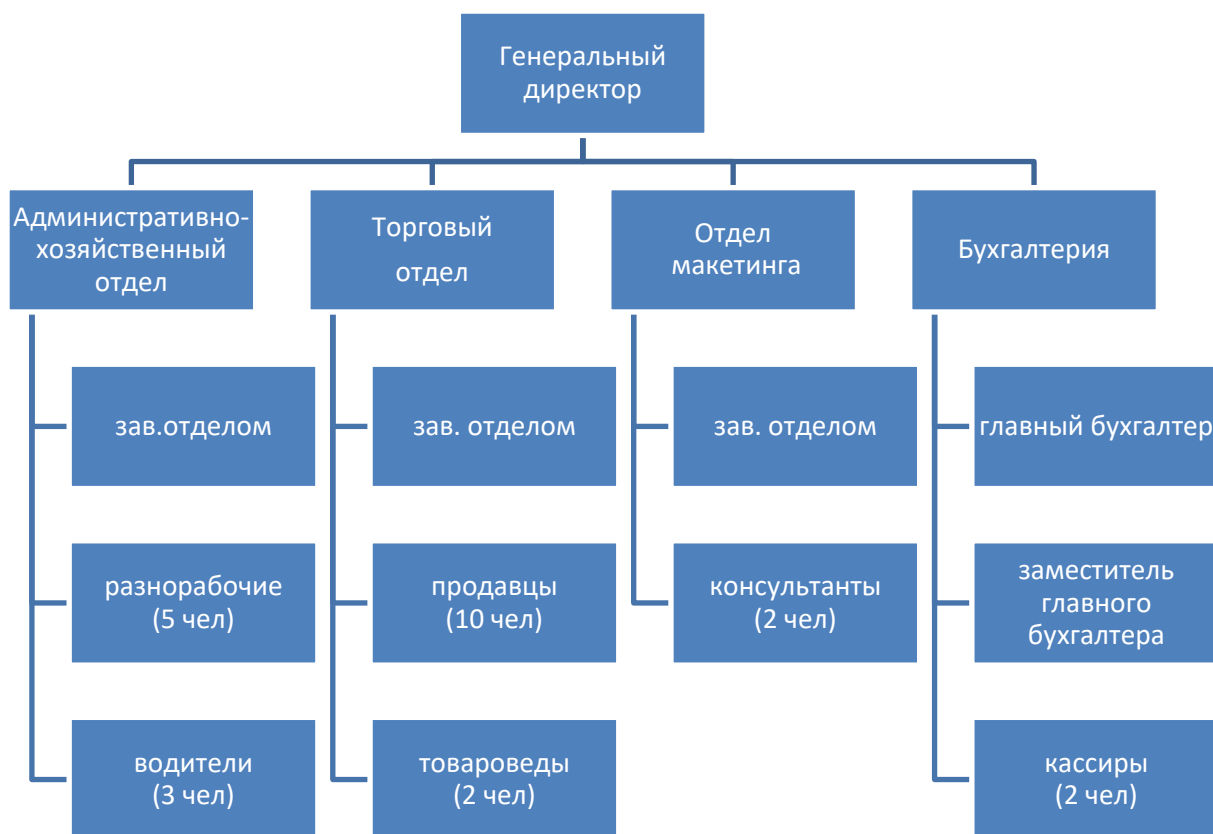 Генеральный
директор
Административно-
хозяйственный
отдел
Торговый
отдел
Отдел
макетинга
Бухгалтерия
зав.отделом
зав. отделом
зав. отделом
главный бухгалтер
разнорабочие
(5 чел)
продавцы
(10 чел)
консультанты
(2 чел)
заместитель
главного
бухгалтера
водители
(3 чел)
товароведы
(2 чел)
кассиры
(2 чел)